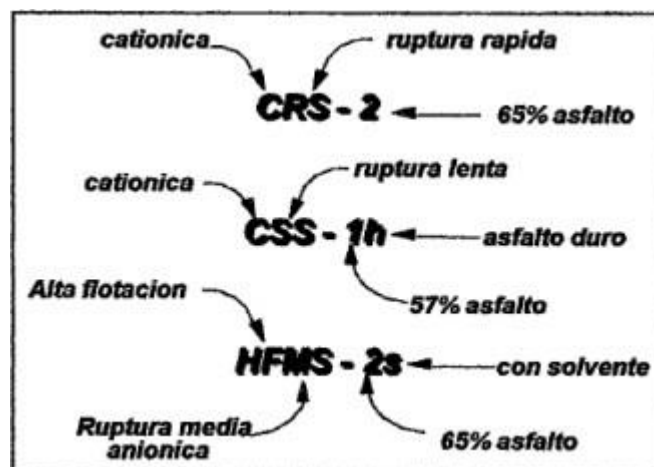 cationica ruptura rapida
CRS - 2 65% asfalto
cationica ruptura lenta
CSS - 1h asfalto duro
57% asfalto
Alta flotacion
HFMS - 2s con solvente
Ruptura media
anionica
65% asfalto